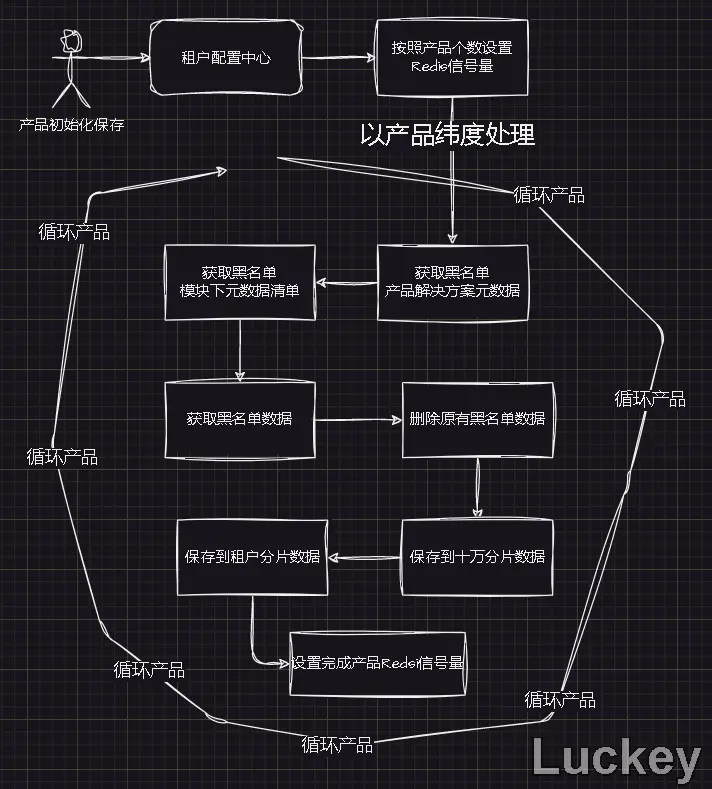 租户配置中心
按照产品个数设置
Redis信号量
产品初始化保存
以产品纬度处理
循环产品
循环产品
获取黑名单
模块下元数据清单
获取黑名单
产品解决方案元数据
循环产品
获取黑名单数据
删除原有黑名单数据
循环产品
保存到租户分片数据
保存到十万分片数据
设置完成产品Redsi信号量
循环产品
循环产品
循环产品
Luckey